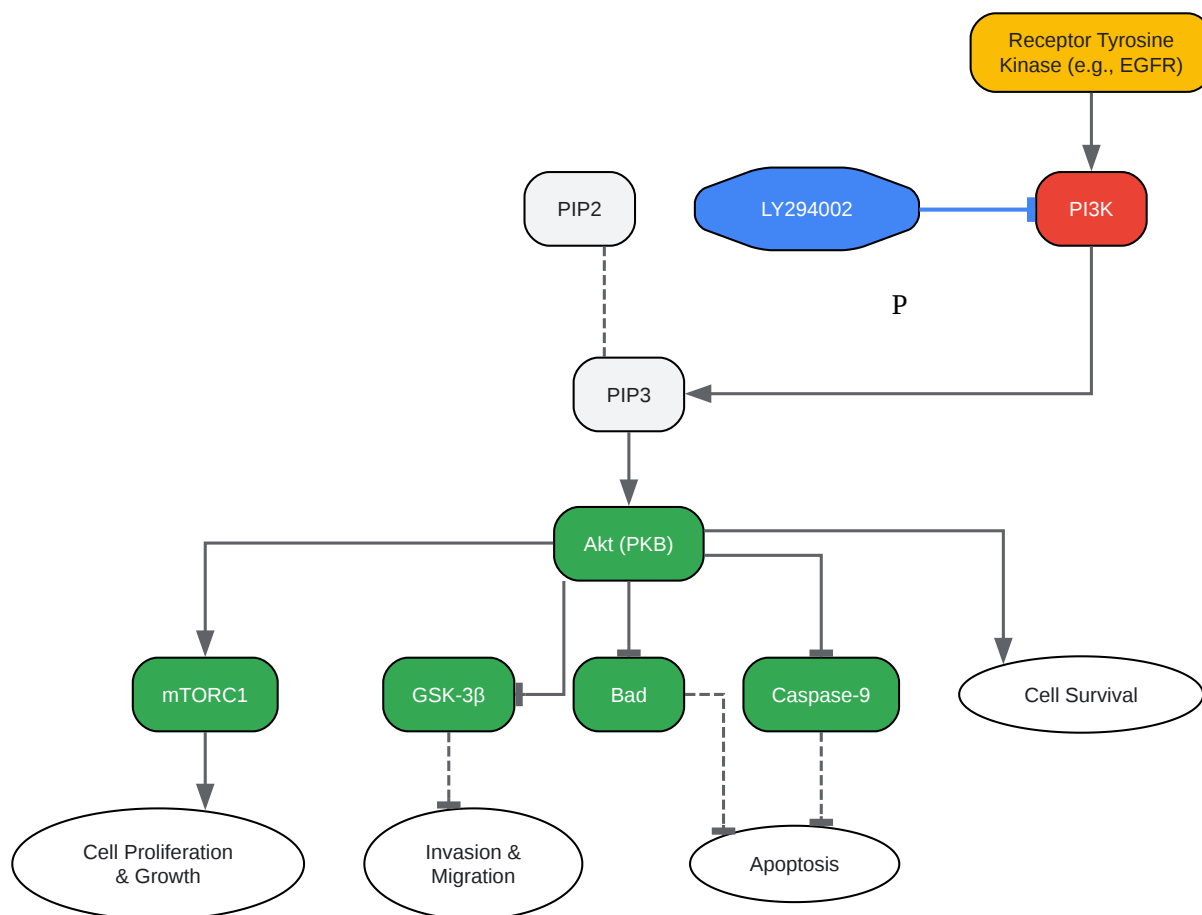 Receptor Tyrosine
Kinase (e.g., EGFR)
PIP2
LY294002
PI3K
P
PIP3
Akt (PKB)
mTORC1
GSK-3β
Bad
Caspase-9
Cell Survival
Cell Proliferation
& Growth
Invasion &
Migration
Apoptosis